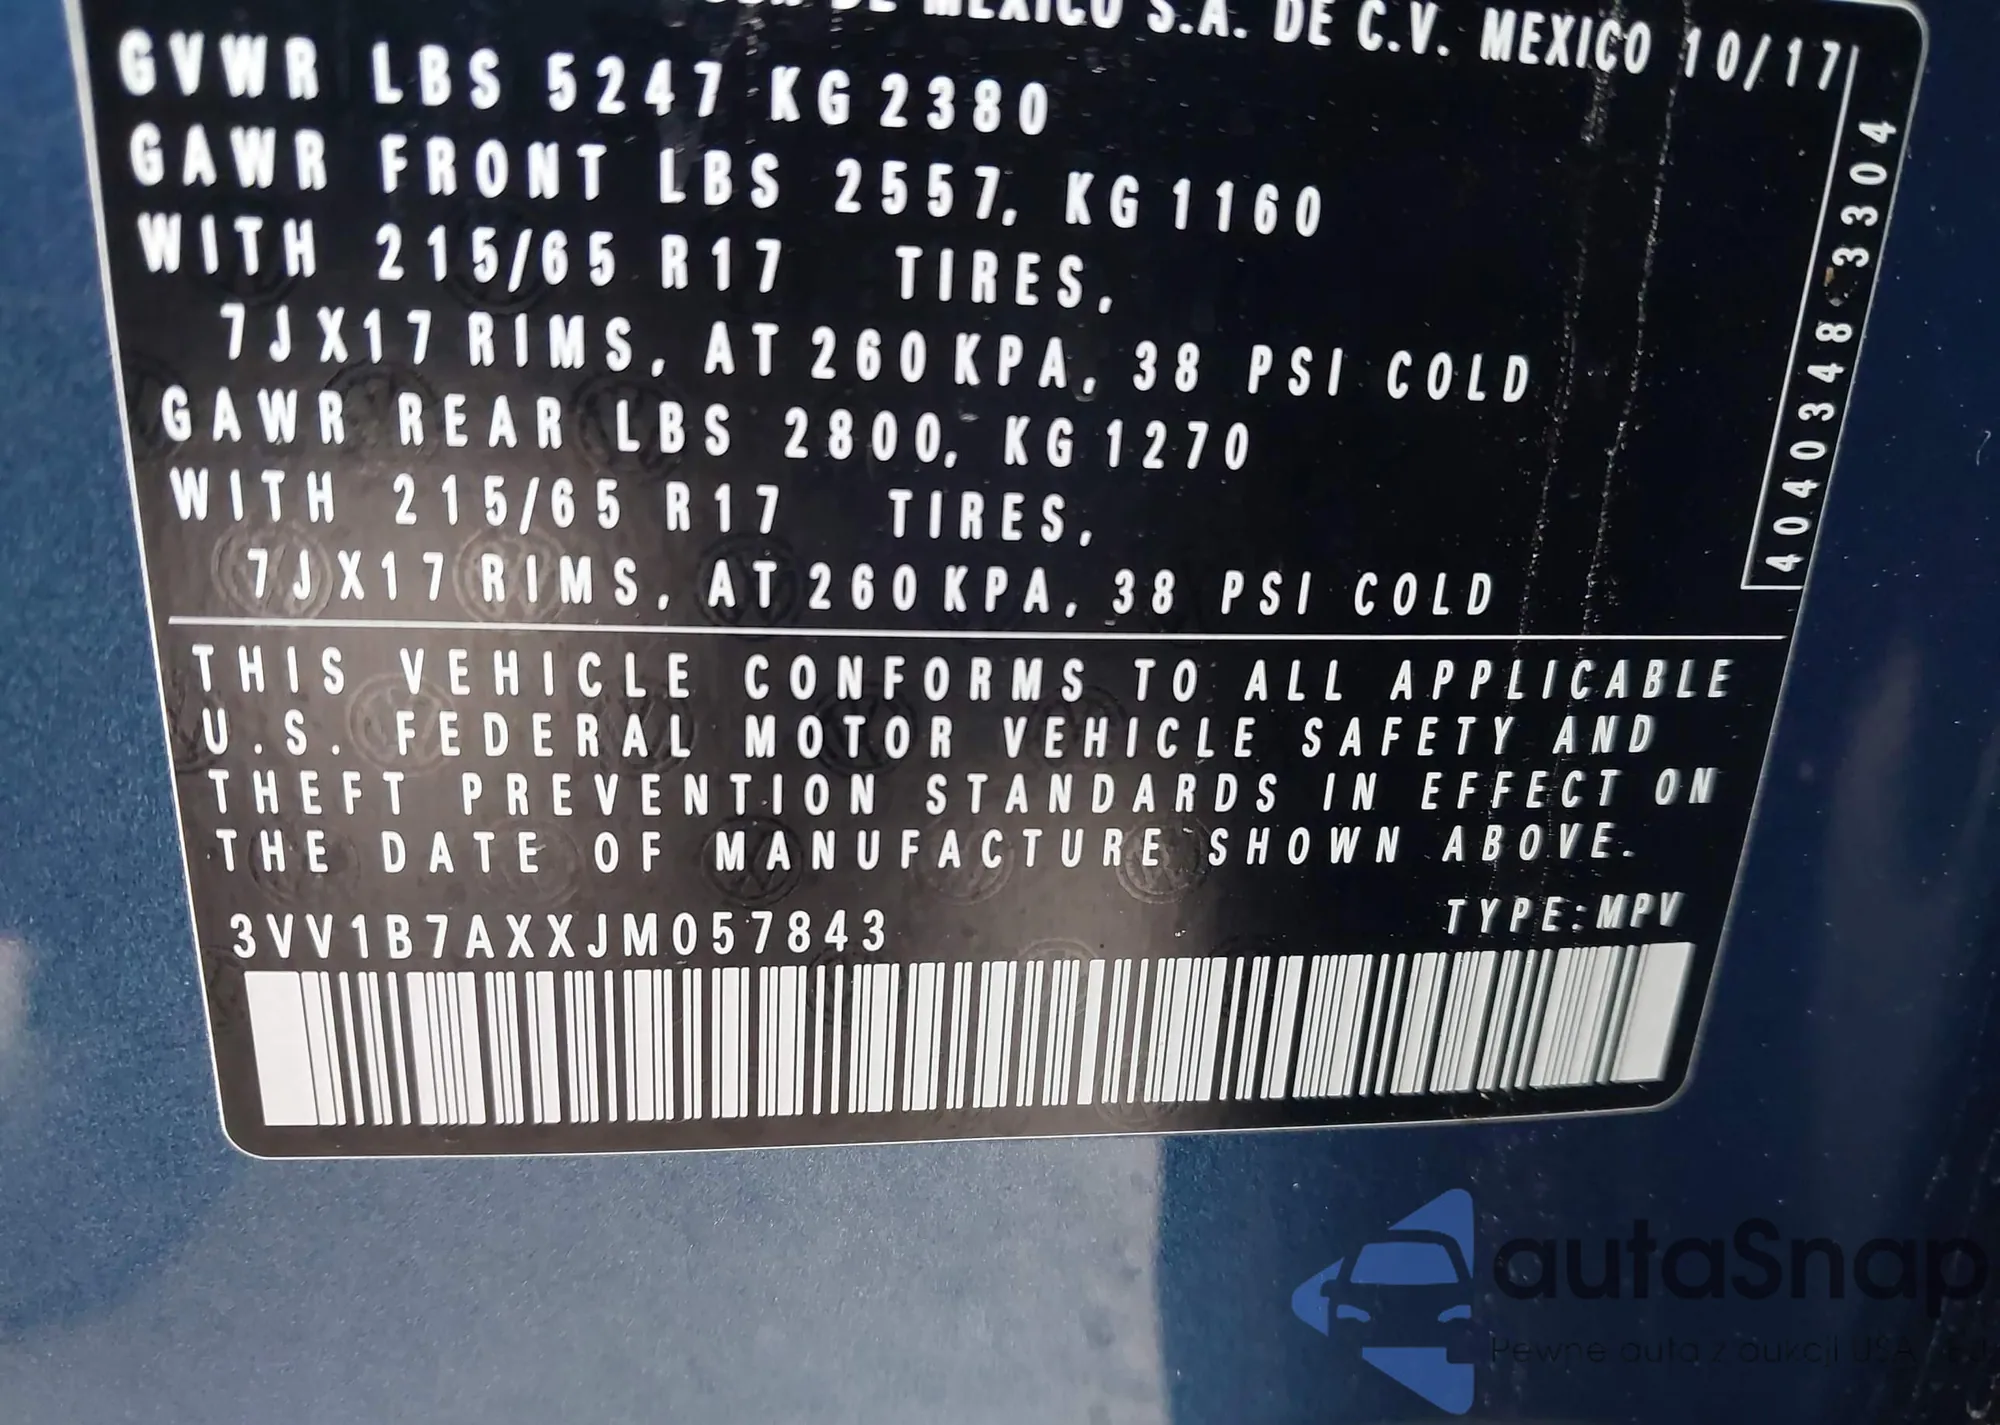 DE MEXICO S.A. DE C.V. MEXICO 10/17
GVWR LBS 5247 KG 2380
GAWR FRONT LBS 2557, KG 1160
WITH 215/65 R17 TIRES,
7JX17 RIMS, AT 260 KPA, 38 PSI COLD
GAWR REAR LBS 2800, KG 1270
WITH 215/65 R17 TIRES,
7JX17 RIMS, AT 260 KPA, 38 PSI COLD
4040348 3304
THIS VEHICLE CONFORMS TO ALL APPLICABLE
U.S. FEDERAL MOTOR VEHICLE SAFETY AND
THEFT PREVENTION STANDARDS IN EFFECT ON
THE DATE OF MANUFACTURE SHOWN ABOVE.
3VV1B7AXXJM057843
TYPE:MPV
autaSnap
Pewne auta z aukcji USA